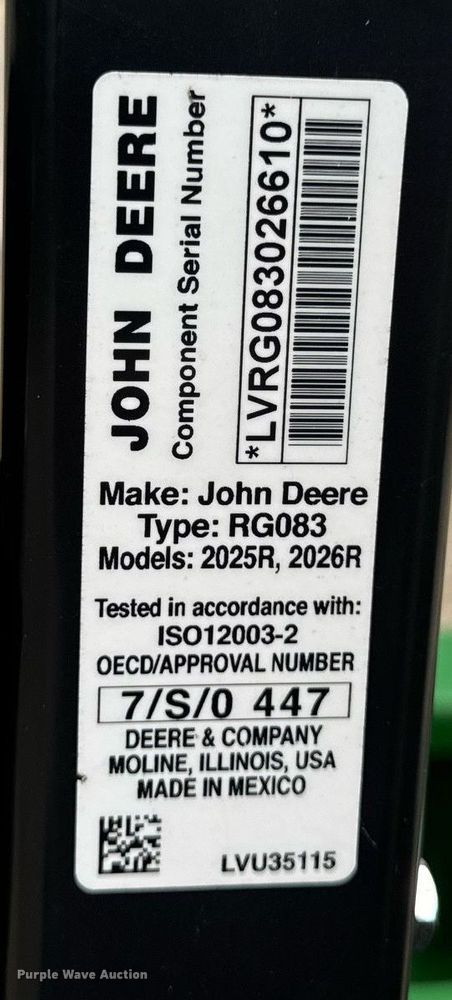 JOHN DEERE
Component Serial Number
*LVRG083026610*
Make: John Deere
Type: RG083
Models: 2025R, 2026R
Tested in accordance with:
ISO12003-2
OECD/APPROVAL NUMBER
7/S/0 447
DEERE & COMPANY
MOLINE, ILLINOIS, USA
MADE IN MEXICO
LVU35115
Purple Wave Auction